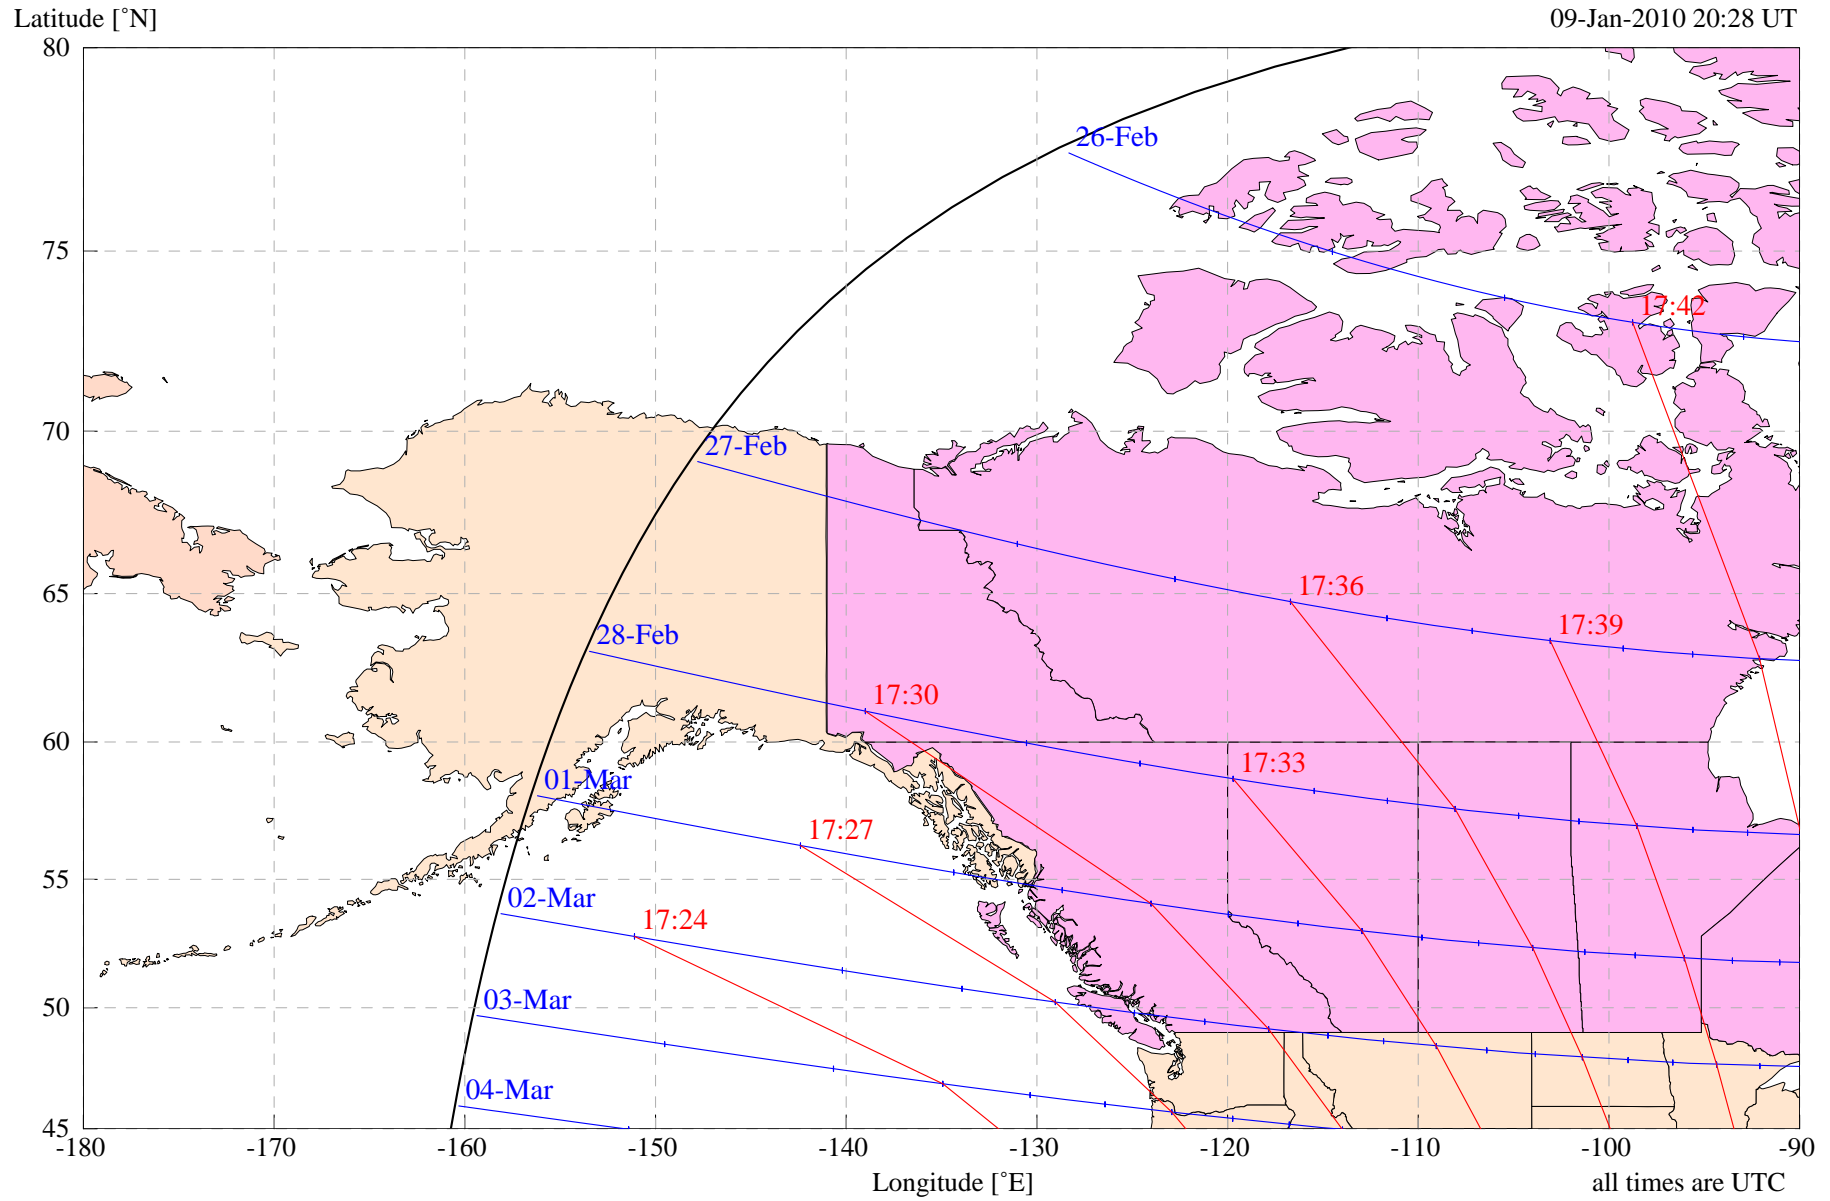 Latitude [˚N]
09-Jan-2010 20:28 UT
80
26-Feb
75
17:42
70
27-Feb
17:36
65
17:39
28-Feb
17:30
60
17:33
01-Mar
17:27
55
02-Mar
17:24
50
03-Mar
04-Mar
45
-180 -170 -160 -150 -140 -130 -120 -110 -100 -90
Longitude [˚E]
all times are UTC